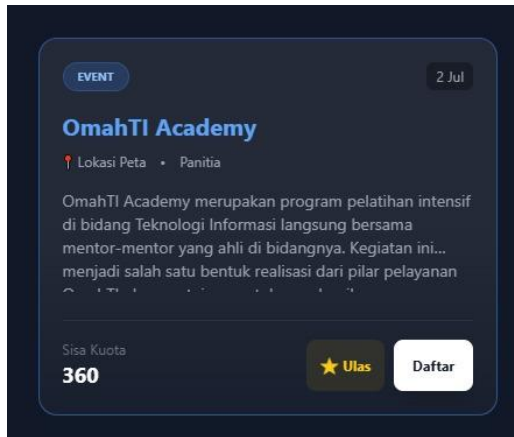 EVENT
2 Jul
OmahTI Academy
📍 Lokasi Peta • Panitia
OmahTI Academy merupakan program pelatihan intensif
di bidang Teknologi Informasi langsung bersama
mentor-mentor yang ahli di bidangnya. Kegiatan ini...
menjadi salah satu bentuk realisasi dari pilar pelayanan
Sisa Kuota
360
⭐ Ulas
Daftar